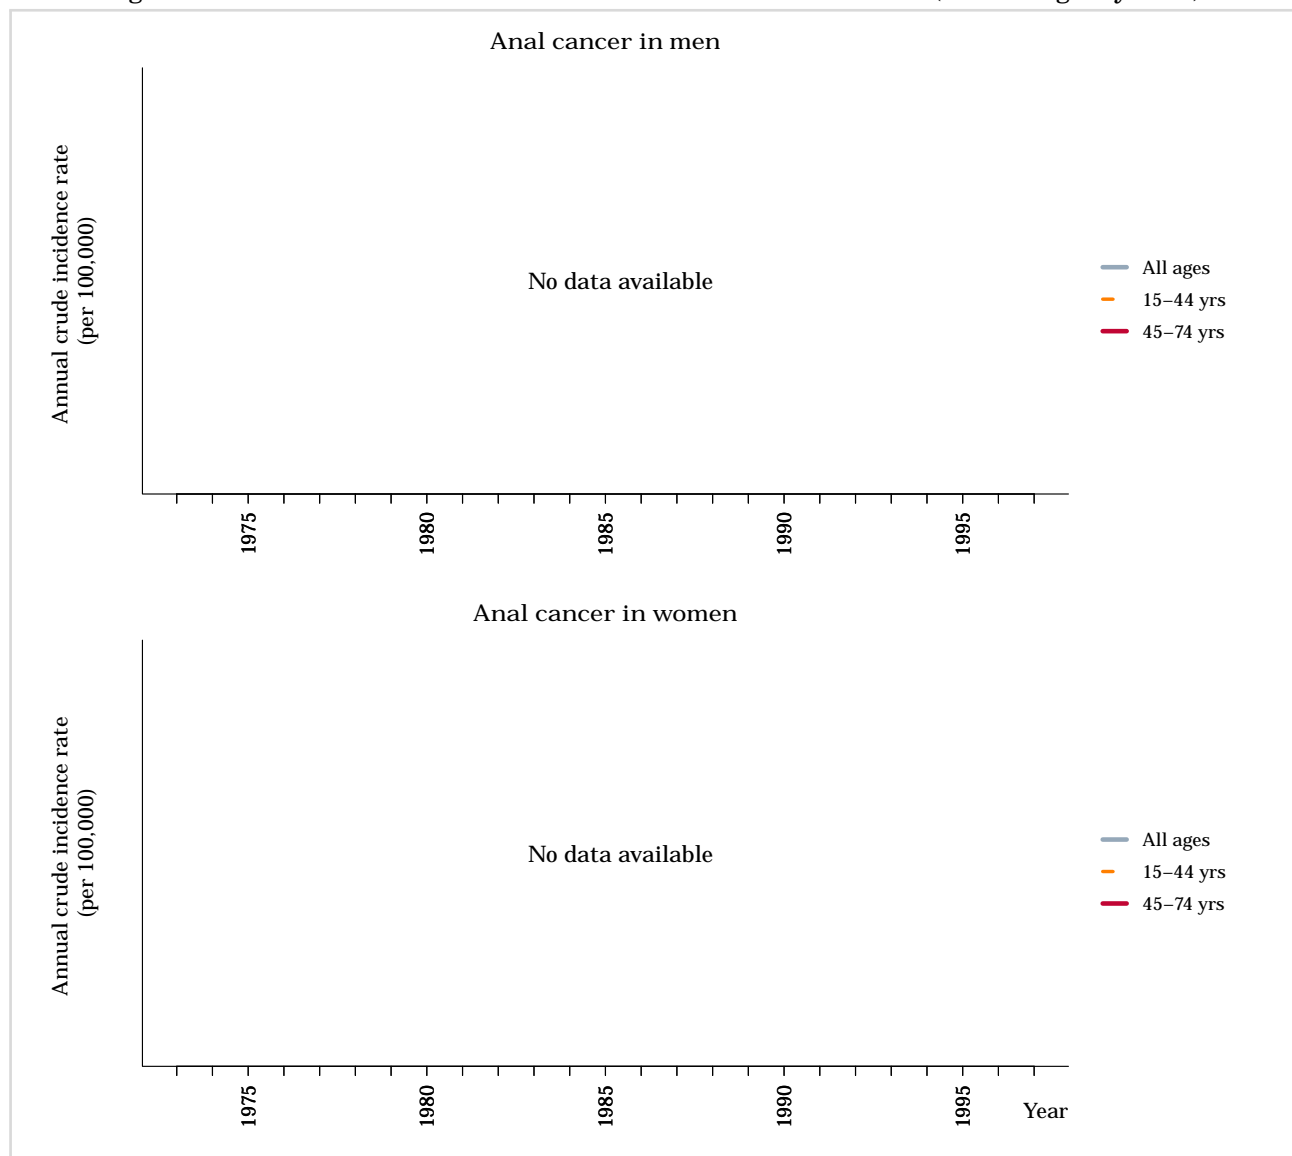 Anal cancer in men
Annual crude incidence rate
(per 100,000)
No data available
All ages
15–44 yrs
45–74 yrs
1975
1980
1985
1990
1995
Anal cancer in women
Annual crude incidence rate
(per 100,000)
No data available
All ages
15–44 yrs
45–74 yrs
1975
1980
1985
1990
1995
Year